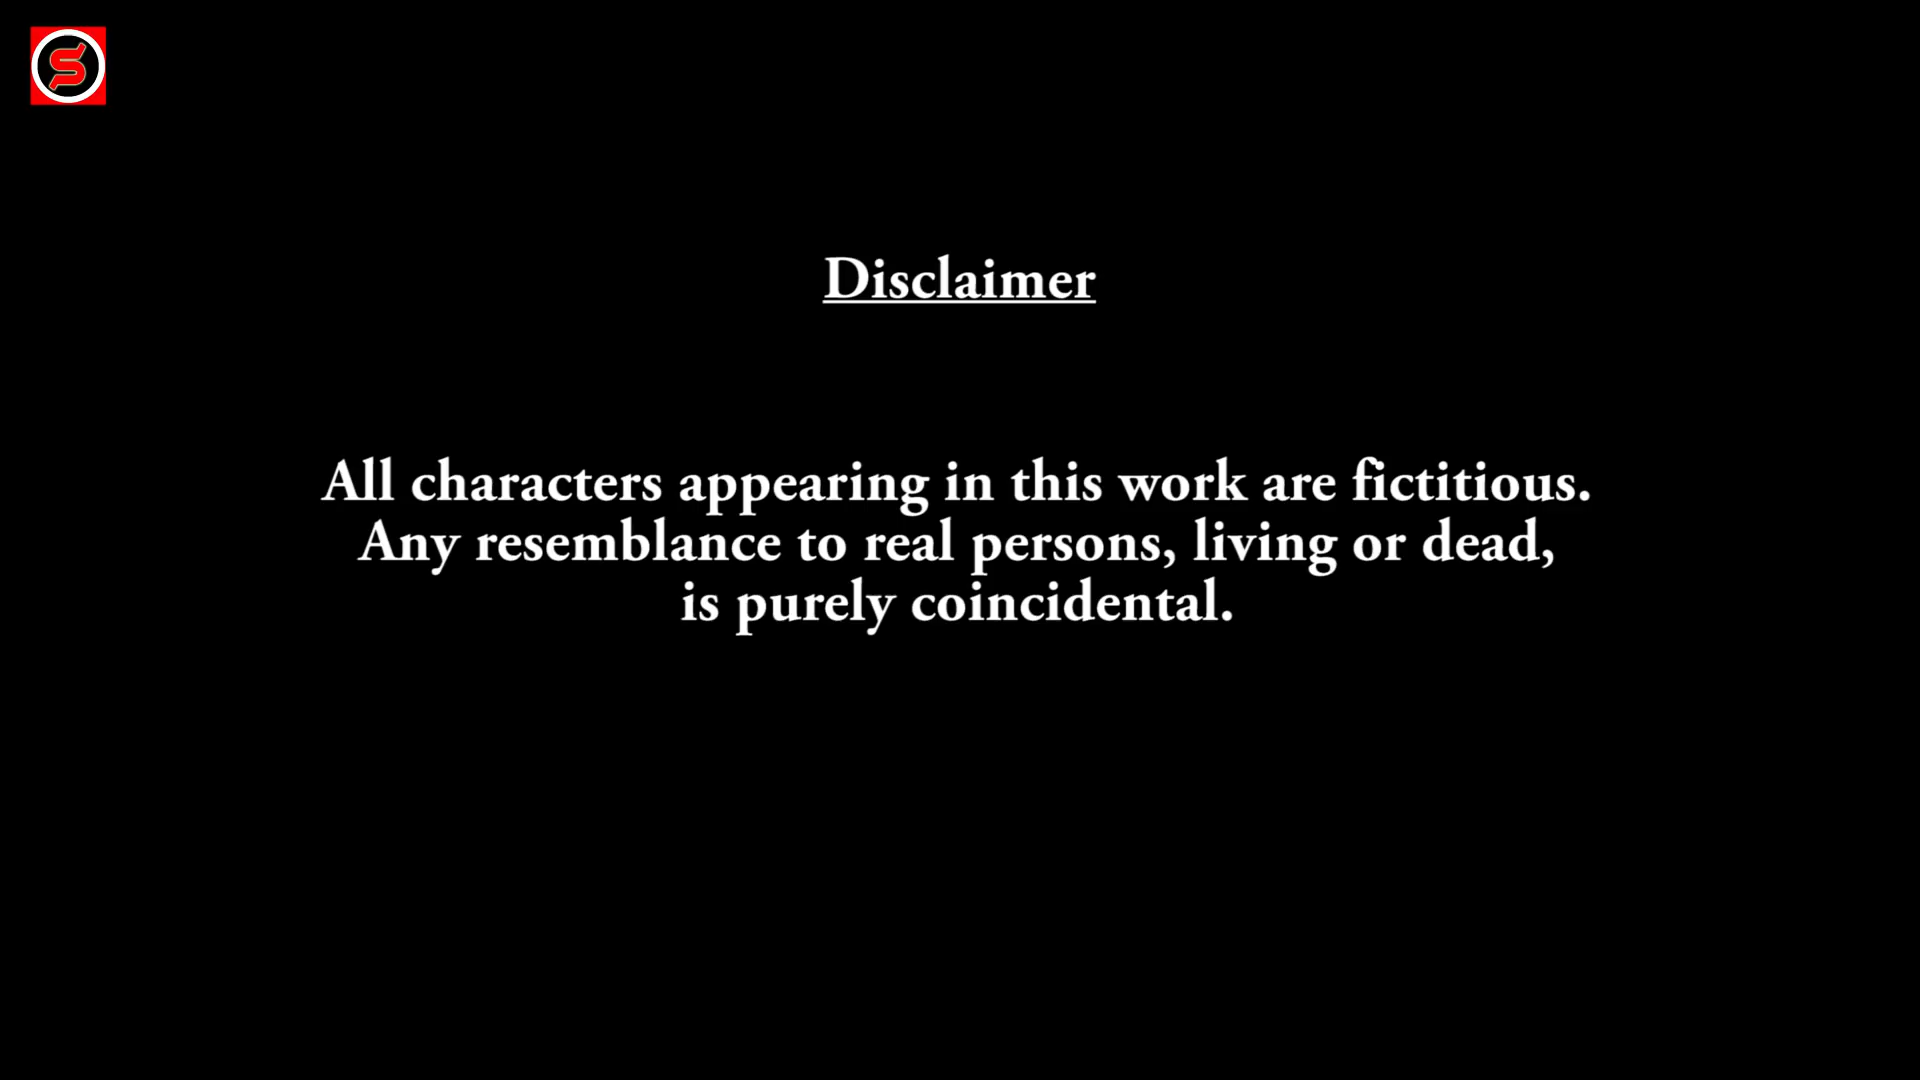 S
Disclaimer
All characters appearing in this work are fictitious.
Any resemblance to real persons, living or dead,
is purely coincidental.